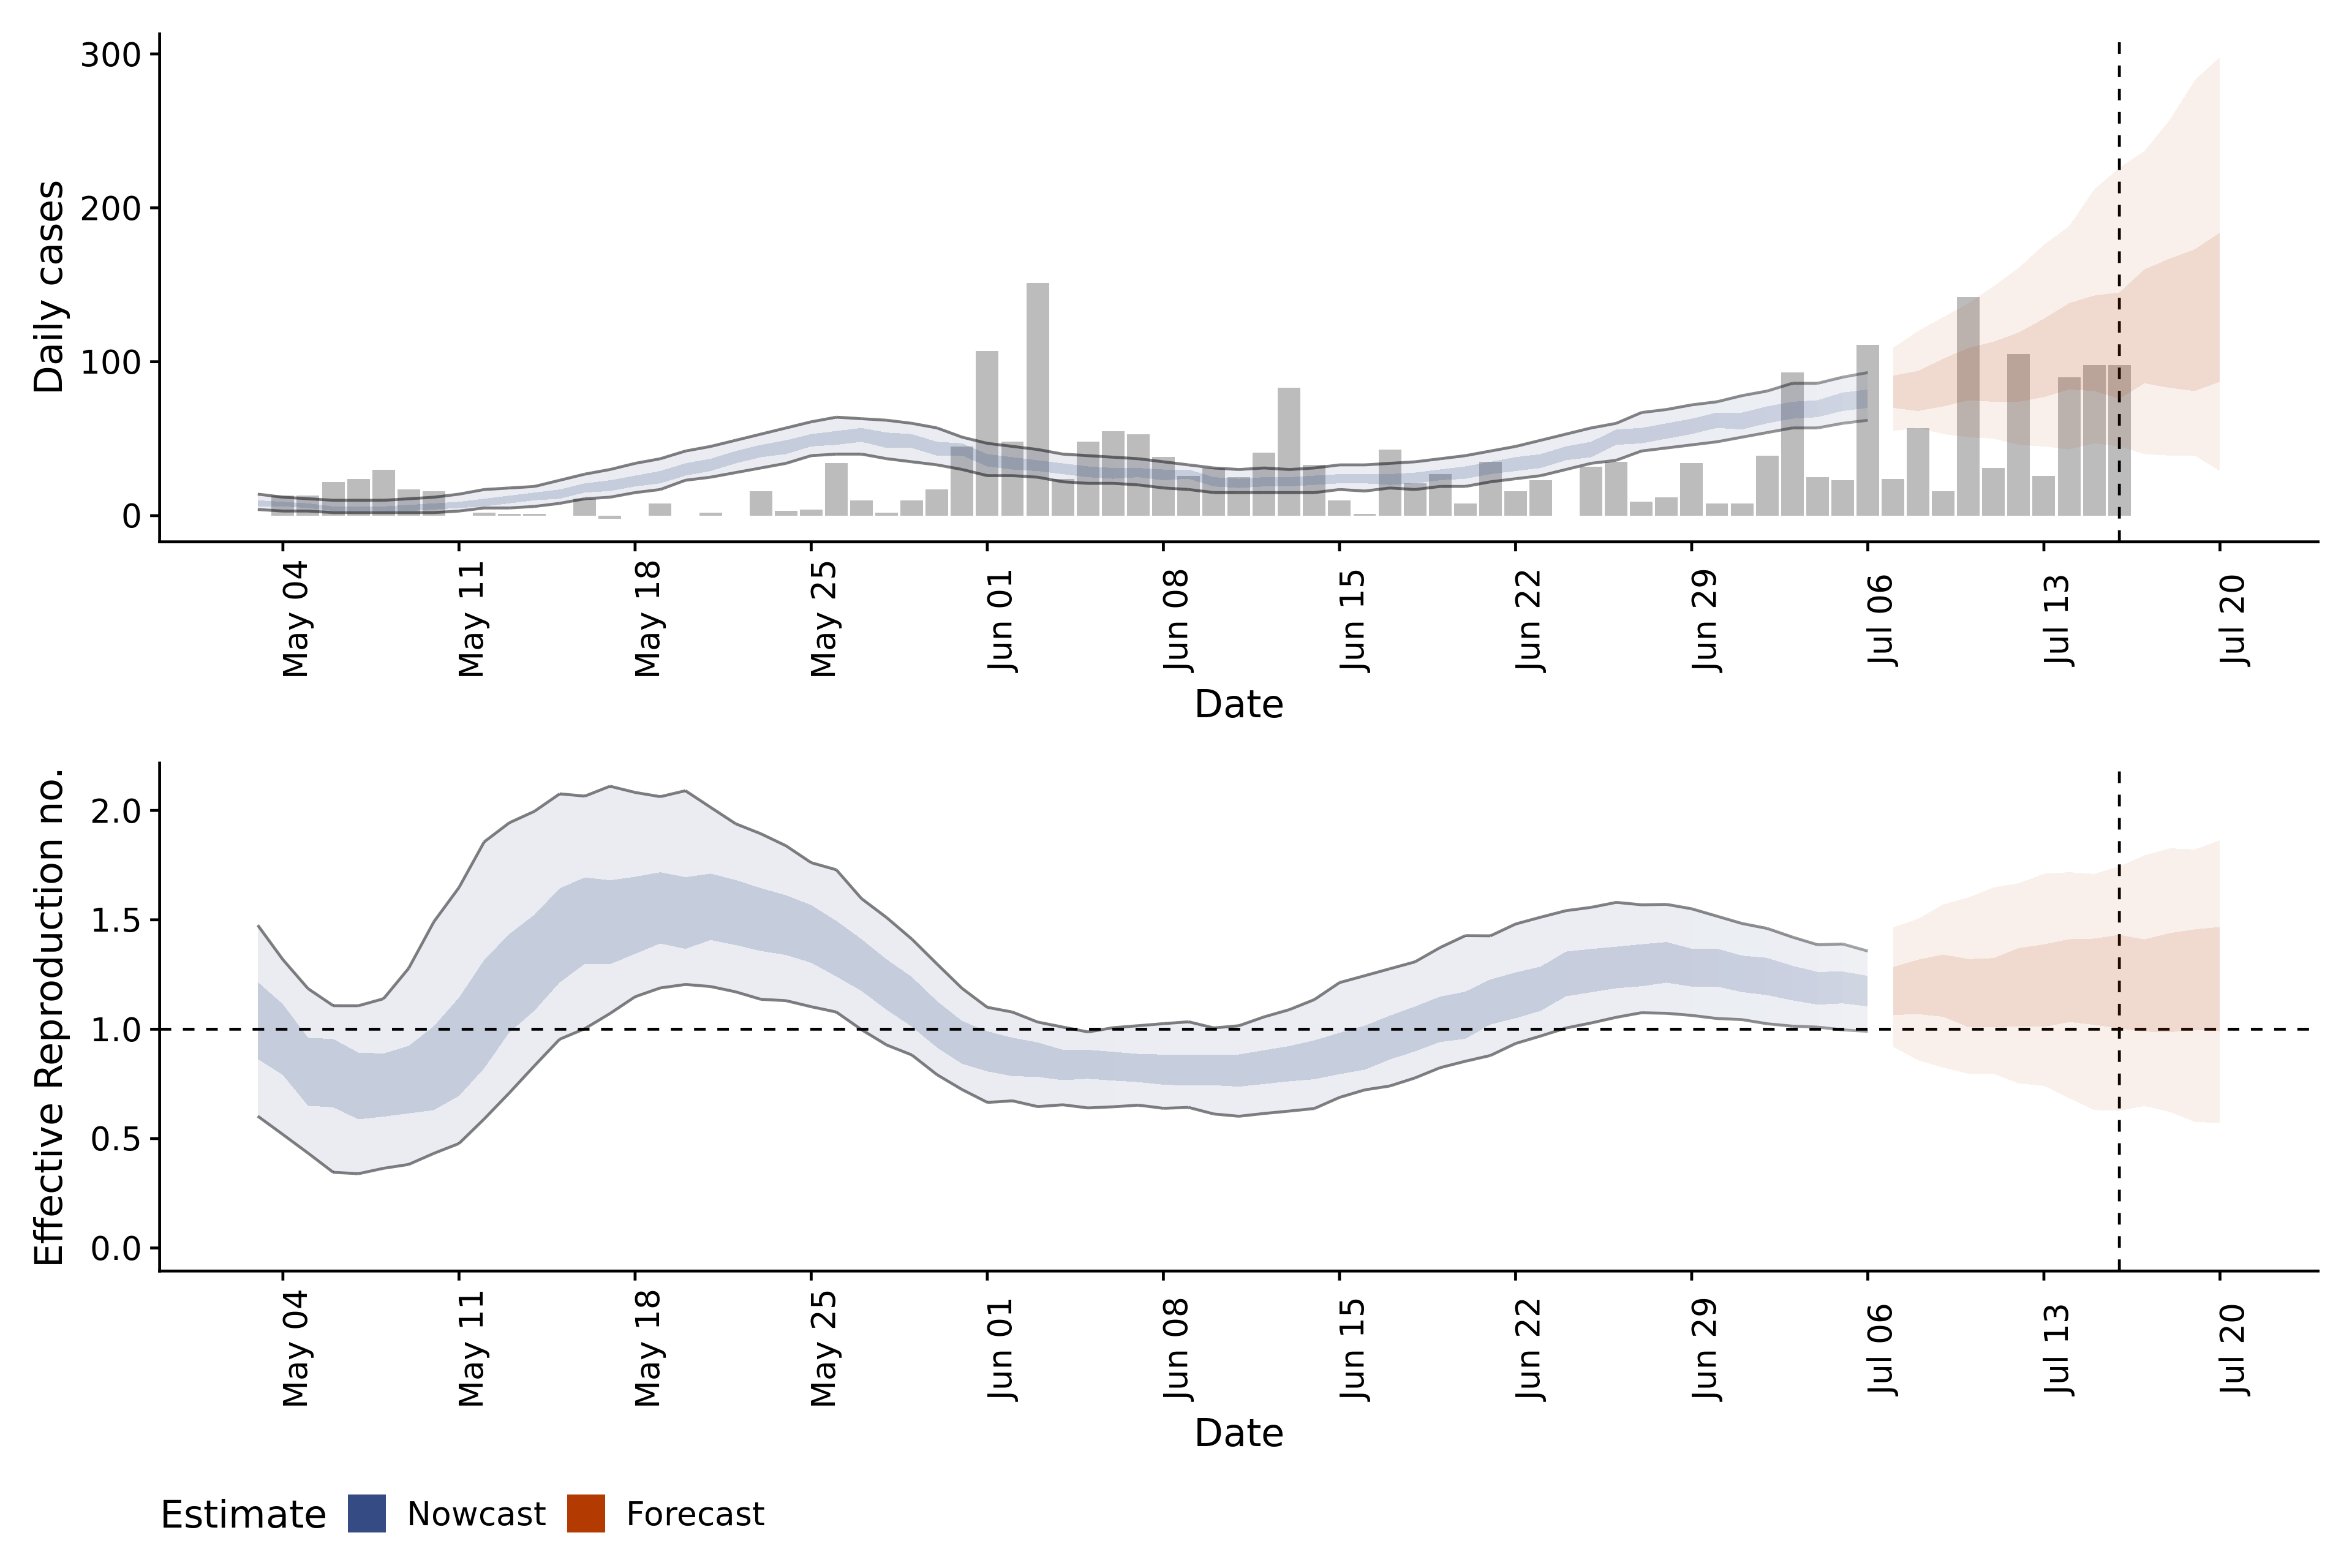 Daily cases
300
200
100
0
May 04
May 11
May 18
May 25
Jun 01
Jun 08
Jun 15
Jun 22
Jun 29
Jul 06
Jul 13
Jul 20
Date
Effective Reproduction no.
2.0
1.5
1.0
0.5
0.0
May 04
May 11
May 18
May 25
Jun 01
Jun 08
Jun 15
Jun 22
Jun 29
Jul 06
Jul 13
Jul 20
Date
Estimate Nowcast Forecast